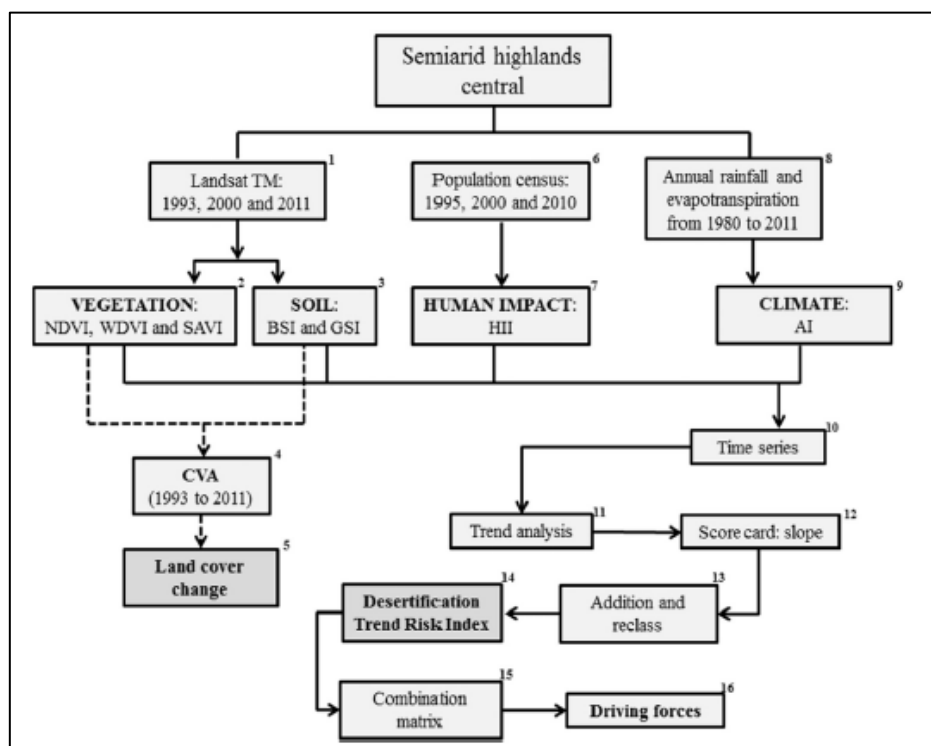 Semiarid highlands
central
1
Landsat TM:
1993, 2000 and 2011
6
Population census:
1995, 2000 and 2010
8
Annual rainfall and
evapotranspiration
from 1980 to 2011
2
VEGETATION:
NDVI, WDVI and SAVI
3
SOIL:
BSI and GSI
7
HUMAN IMPACT:
HII
9
CLIMATE:
AI
10
Time series
4
CVA
(1993 to 2011)
11
Trend analysis
12
Score card: slope
5
Land cover
change
14
Desertification
Trend Risk Index
13
Addition and
reclass
15
Combination
matrix
16
Driving forces